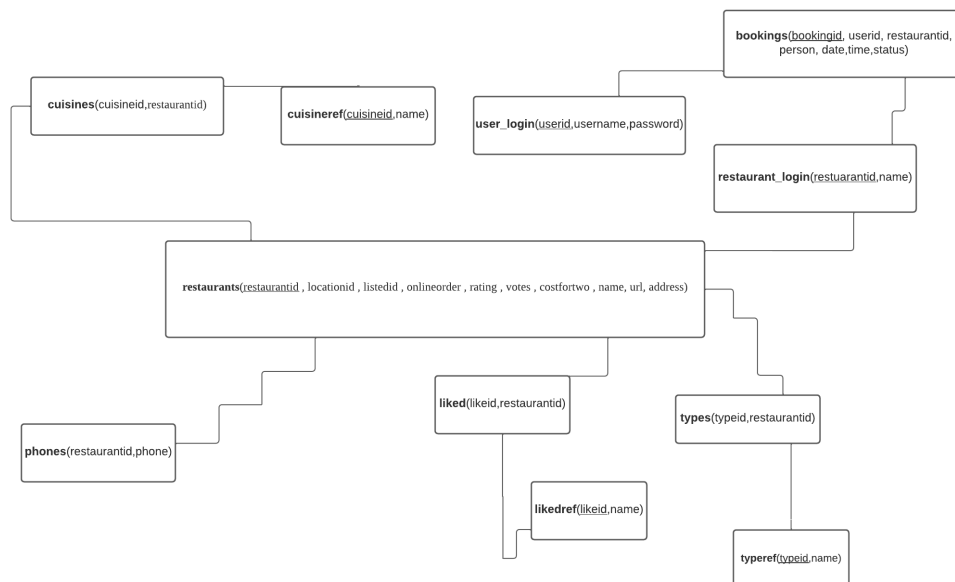 bookings(bookingid, userid, restaurantid,
person, date,time,status)
cuisines(cuisineid,restaurantid)
cuisineref(cuisineid,name)
user_login(userid,username,password)
restaurant_login(restuarantid,name)
restaurants(restaurantid , locationid , listedid , onlineorder , rating , votes , costfortwo , name, url, address)
liked(likeid,restaurantid)
types(typeid,restaurantid)
phones(restaurantid,phone)
likedref(likeid,name)
typeref(typeid,name)